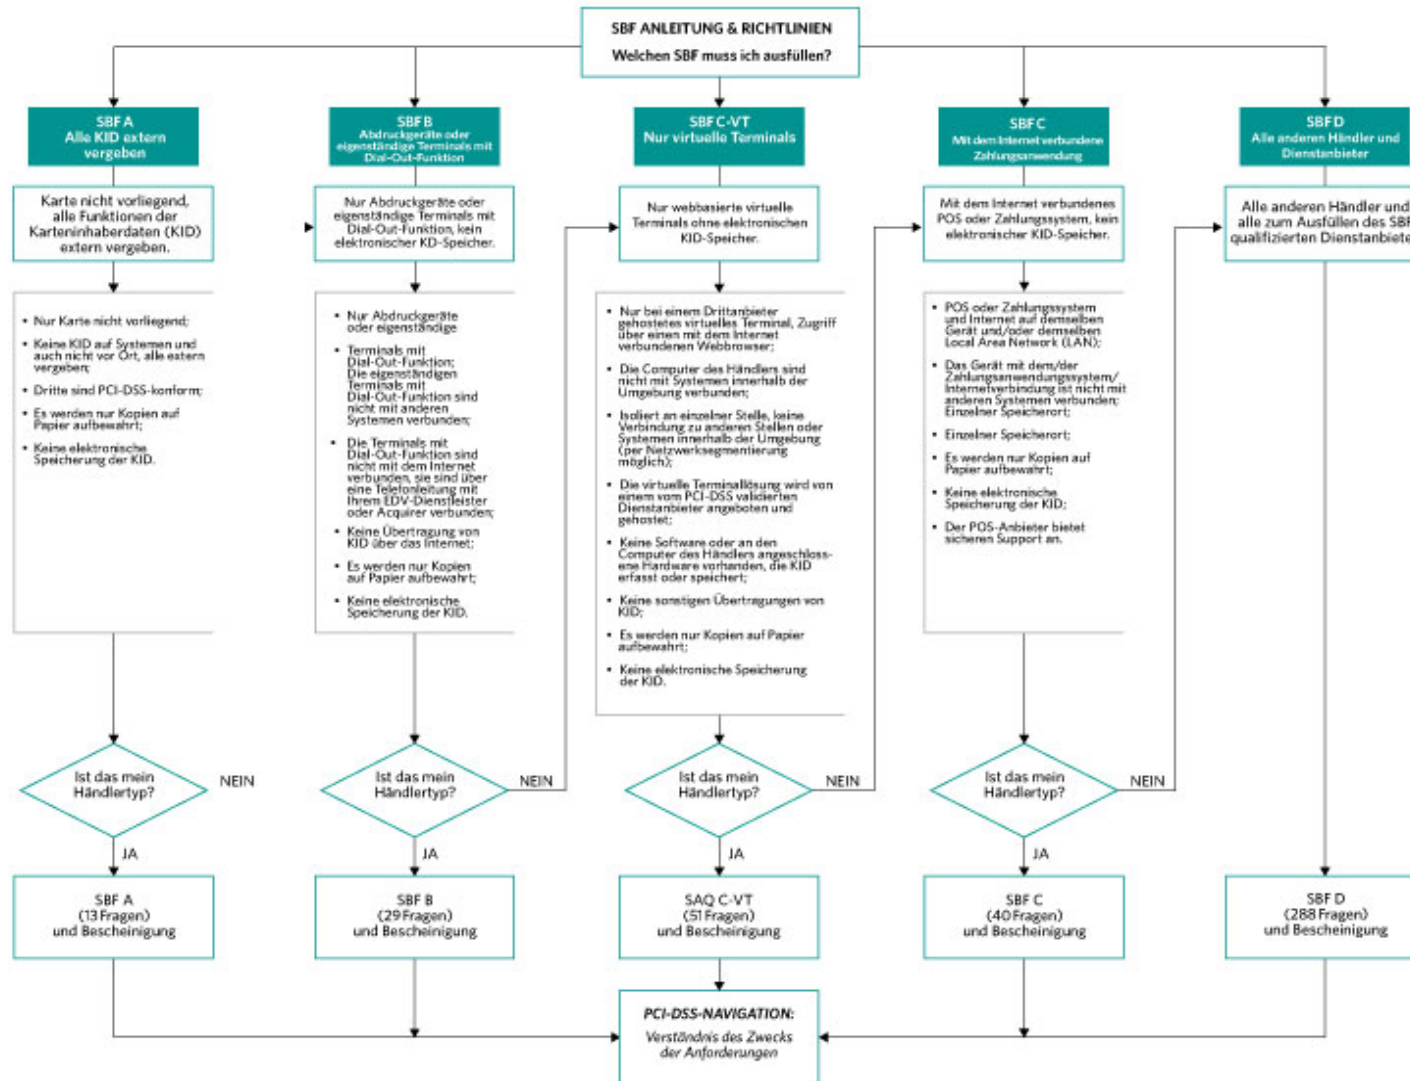 SBF ANLEITUNG & RICHTLINIEN
Welchen SBF muss ich ausfüllen?
SBF A
Alle KID extern
vergeben
Karte nicht vorliegend,
alle Funktionen der
Karteninhaberdaten (KID)
extern vergeben.
▪ Nur Karte nicht vorliegend;
▪ Keine KID auf Systemen und
auch nicht vor Ort, alle extern
vergeben;
▪ Dritte sind PCI-DSS-konform;
▪ Es werden nur Kopien auf
Papier aufbewahrt;
▪ Keine elektronische
Speicherung der KID.
Ist das mein
Händlertyp?
NEIN
JA
SBF A
(13 Fragen)
und Bescheinigung
SBF B
Abdruckgeräte oder
eigenständige Terminals mit
Dial-Out-Funktion
Nur Abdruckgeräte oder
eigenständige Terminals mit
Dial-Out-Funktion, kein
elektronischer KD-Speicher.
▪ Nur Abdruckgeräte
oder eigenständige
▪ Terminals mit
Dial-Out-Funktion;
Die eigenständigen
Terminals mit
Dial-Out-Funktion sind
nicht mit anderen
Systemen verbunden;
▪ Die Terminals mit
Dial-Out-Funktion sind
nicht mit dem Internet
verbunden, sie sind über
eine Telefonleitung mit
Ihrem EDV-Dienstleister
oder Acquirer verbunden;
▪ Keine Übertragung von
KID über das Internet;
▪ Es werden nur Kopien
auf Papier aufbewahrt;
▪ Keine elektronische
Speicherung der KID.
Ist das mein
Händlertyp?
NEIN
JA
SBF B
(29 Fragen)
und Bescheinigung
SBF C-VT
Nur virtuelle Terminals
Nur webbasierte virtuelle
Terminals ohne elektronischen
KID-Speicher.
▪ Nur bei einem Drittanbieter
gehostetes virtuelles Terminal, Zugriff
über einen mit dem Internet
verbundenen Webbrowser;
▪ Die Computer des Händlers sind
nicht mit Systemen innerhalb der
Umgebung verbunden;
▪ Isoliert an einzelner Stelle, keine
Verbindung zu anderen Stellen oder
Systemen innerhalb der Umgebung
(per Netzwerksegmentierung
möglich);
▪ Die virtuelle Terminallösung wird von
einem vom PCI-DSS validierten
Dienstanbieter angeboten und
gehostet;
▪ Keine Software oder an den
Computer des Händlers angeschloss-
ene Hardware vorhanden, die KID
erfasst oder speichert;
▪ Keine sonstigen Übertragungen von
KID;
▪ Es werden nur Kopien auf Papier
aufbewahrt;
▪ Keine elektronische Speicherung
der KID.
Ist das mein
Händlertyp?
NEIN
JA
SAQ C-VT
(51 Fragen)
und Bescheinigung
SBF C
Mit dem Internet verbundene
Zahlungsanwendung
Mit dem Internet verbundenes
POS oder Zahlungssystem, kein
elektronischer KID-Speicher.
▪ POS oder Zahlungssystem
und Internet auf demselben
Gerät und/oder demselben
Local Area Network (LAN);
▪ Das Gerät mit dem/der
Zahlungsanwendungssystem/
Internetverbindung ist nicht mit
anderen Systemen verbunden;
Einzelner Speicherort;
▪ Einzelner Speicherort;
▪ Es werden nur Kopien auf
Papier aufbewahrt;
▪ Keine elektronische
Speicherung der KID;
▪ Der POS-Anbieter bietet
sicheren Support an.
Ist das mein
Händlertyp?
NEIN
JA
SBF C
(40 Fragen)
und Bescheinigung
SBF D
Alle anderen Händler und
Dienstanbieter
Alle anderen Händler und
alle zum Ausfüllen des SBF
qualifizierten Dienstanbieter
SBF D
(288 Fragen)
und Bescheinigung
PCI-DSS-NAVIGATION:
Verständnis des Zwecks
der Anforderungen